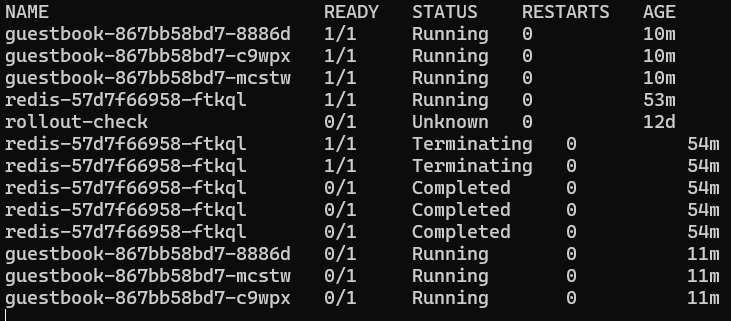 NAME READY STATUS RESTARTS AGE
guestbook-867bb58bd7-8886d 1/1 Running 0 10m
guestbook-867bb58bd7-c9wpx 1/1 Running 0 10m
guestbook-867bb58bd7-mcstw 1/1 Running 0 10m
redis-57d7f66958-ftkql 1/1 Running 0 53m
rollout-check 0/1 Unknown 0 12d
redis-57d7f66958-ftkql 1/1 Terminating 0 54m
redis-57d7f66958-ftkql 1/1 Terminating 0 54m
redis-57d7f66958-ftkql 0/1 Completed 0 54m
redis-57d7f66958-ftkql 0/1 Completed 0 54m
redis-57d7f66958-ftkql 0/1 Completed 0 54m
guestbook-867bb58bd7-8886d 0/1 Running 0 11m
guestbook-867bb58bd7-mcstw 0/1 Running 0 11m
guestbook-867bb58bd7-c9wpx 0/1 Running 0 11m